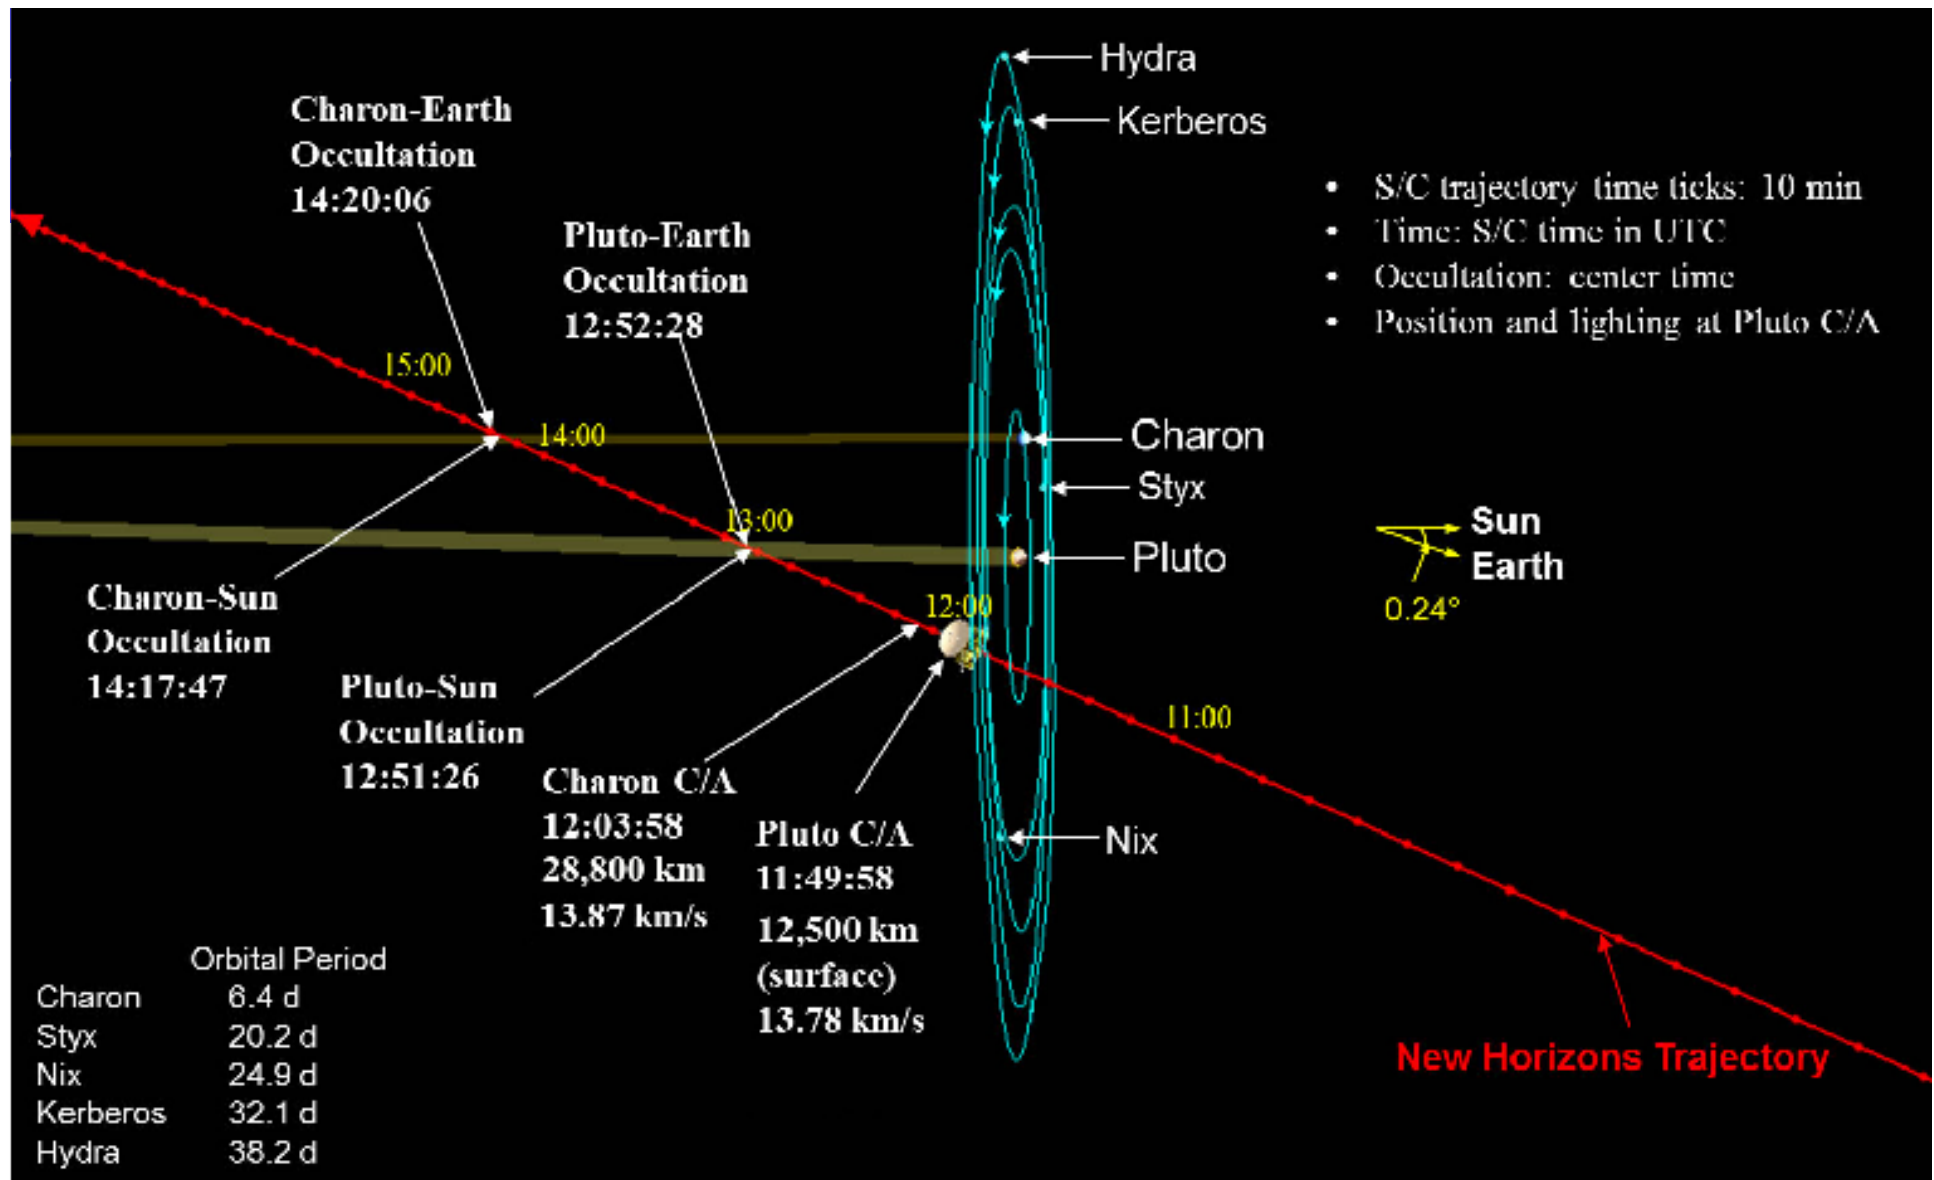 Hydra
Kerberos
Charon-Earth
Occultation
14:20:06
Pluto-Earth
Occultation
12:52:28
• S/C trajectory time ticks: 10 min
• Time: S/C time in UTC
• Occultation: center time
• Position and lighting at Pluto C/A
15:00
14:00
13:00
12:00
11:00
Charon
Styx
Pluto
Nix
Sun
Earth
0.24°
Charon-Sun
Occultation
14:17:47
Pluto-Sun
Occultation
12:51:26
Charon C/A
12:03:58
28,800 km
13.87 km/s
Pluto C/A
11:49:58
12,500 km
(surface)
13.78 km/s
New Horizons Trajectory
Orbital Period
Charon 6.4 d
Styx 20.2 d
Nix 24.9 d
Kerberos 32.1 d
Hydra 38.2 d